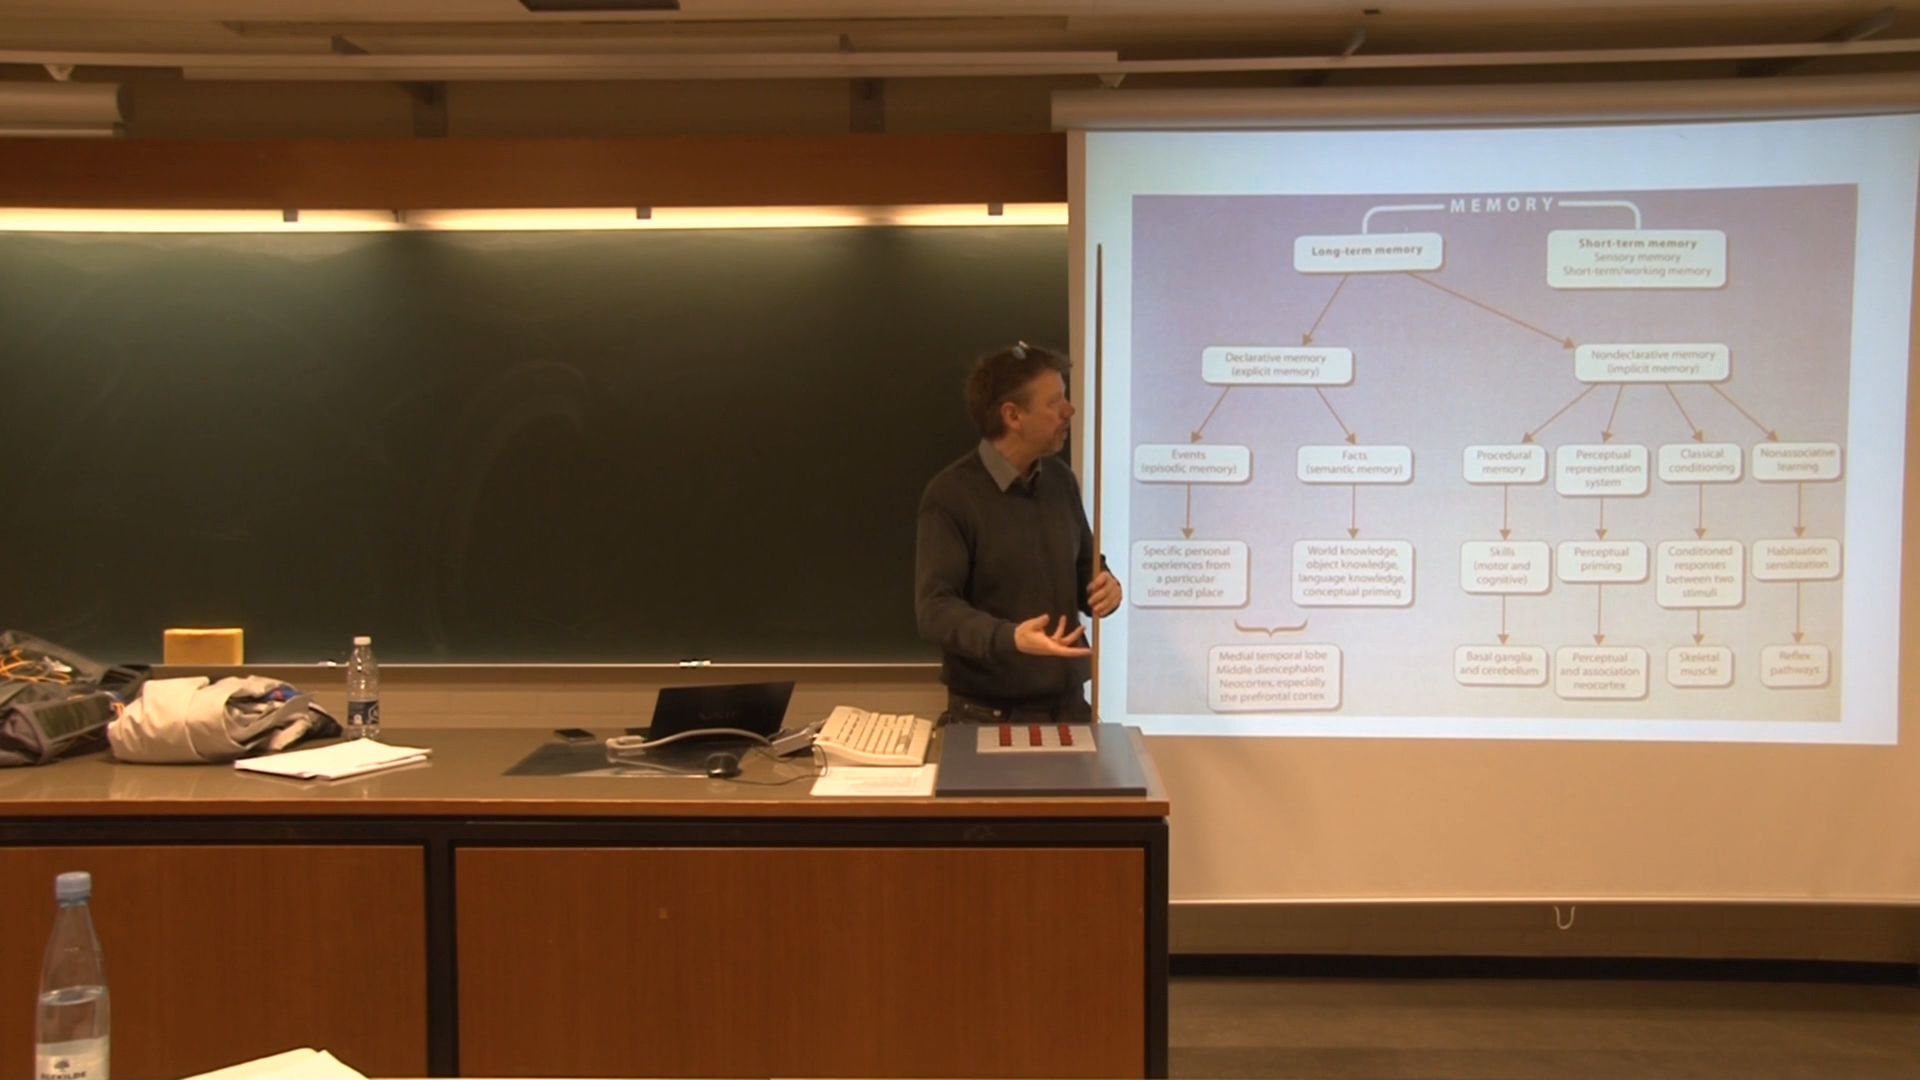 MEMORY
Long-term memory
Short-term memory
Sensory memory
Short-term/working memory
Declarative memory
(explicit memory)
Nondeclarative memory
(implicit memory)
Events
(episodic memory)
Facts
(semantic memory)
Procedural
memory
Perceptual
representation
system
Classical
conditioning
Nonassociative
learning
Specific personal
experiences from
a particular
time and place
World knowledge,
object knowledge,
language knowledge,
conceptual priming
Skills
(motor and
cognitive)
Perceptual
priming
Conditioned
responses
between two
stimuli
Habituation
sensitization
Medial temporal lobe
Middle diencephalon
Neocortex, especially
the prefrontal cortex
Basal ganglia
and cerebellum
Perceptual
and association
neocortex
Skeletal
muscle
Reflex
pathways
EGEKILDE